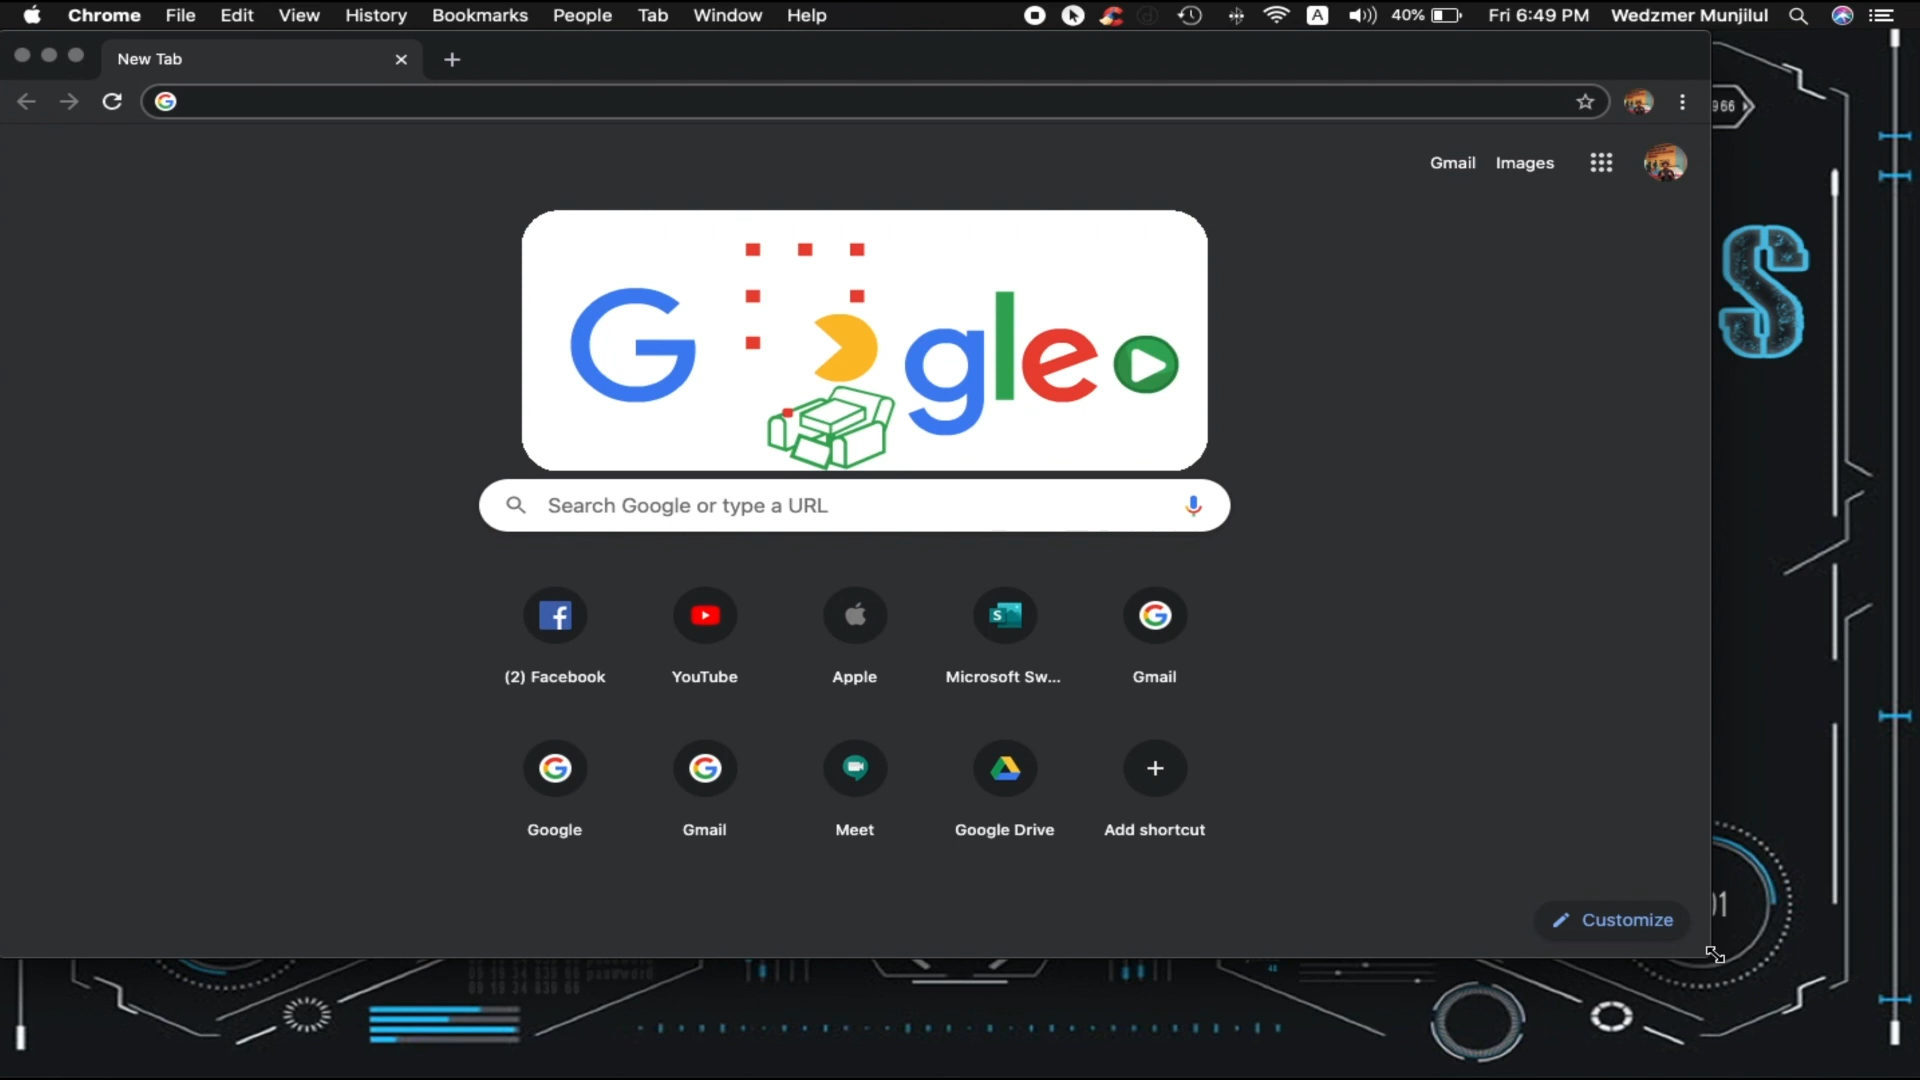 Chrome File Edit View History Bookmarks People Tab Window Help
A 40% Fri 6:49 PM Wedzmer Munjilul
New Tab
966
Gmail Images
S
G gle
Search Google or type a URL
(2) Facebook YouTube Apple Microsoft Sw... Gmail
Google Gmail Meet Google Drive Add shortcut
Customize